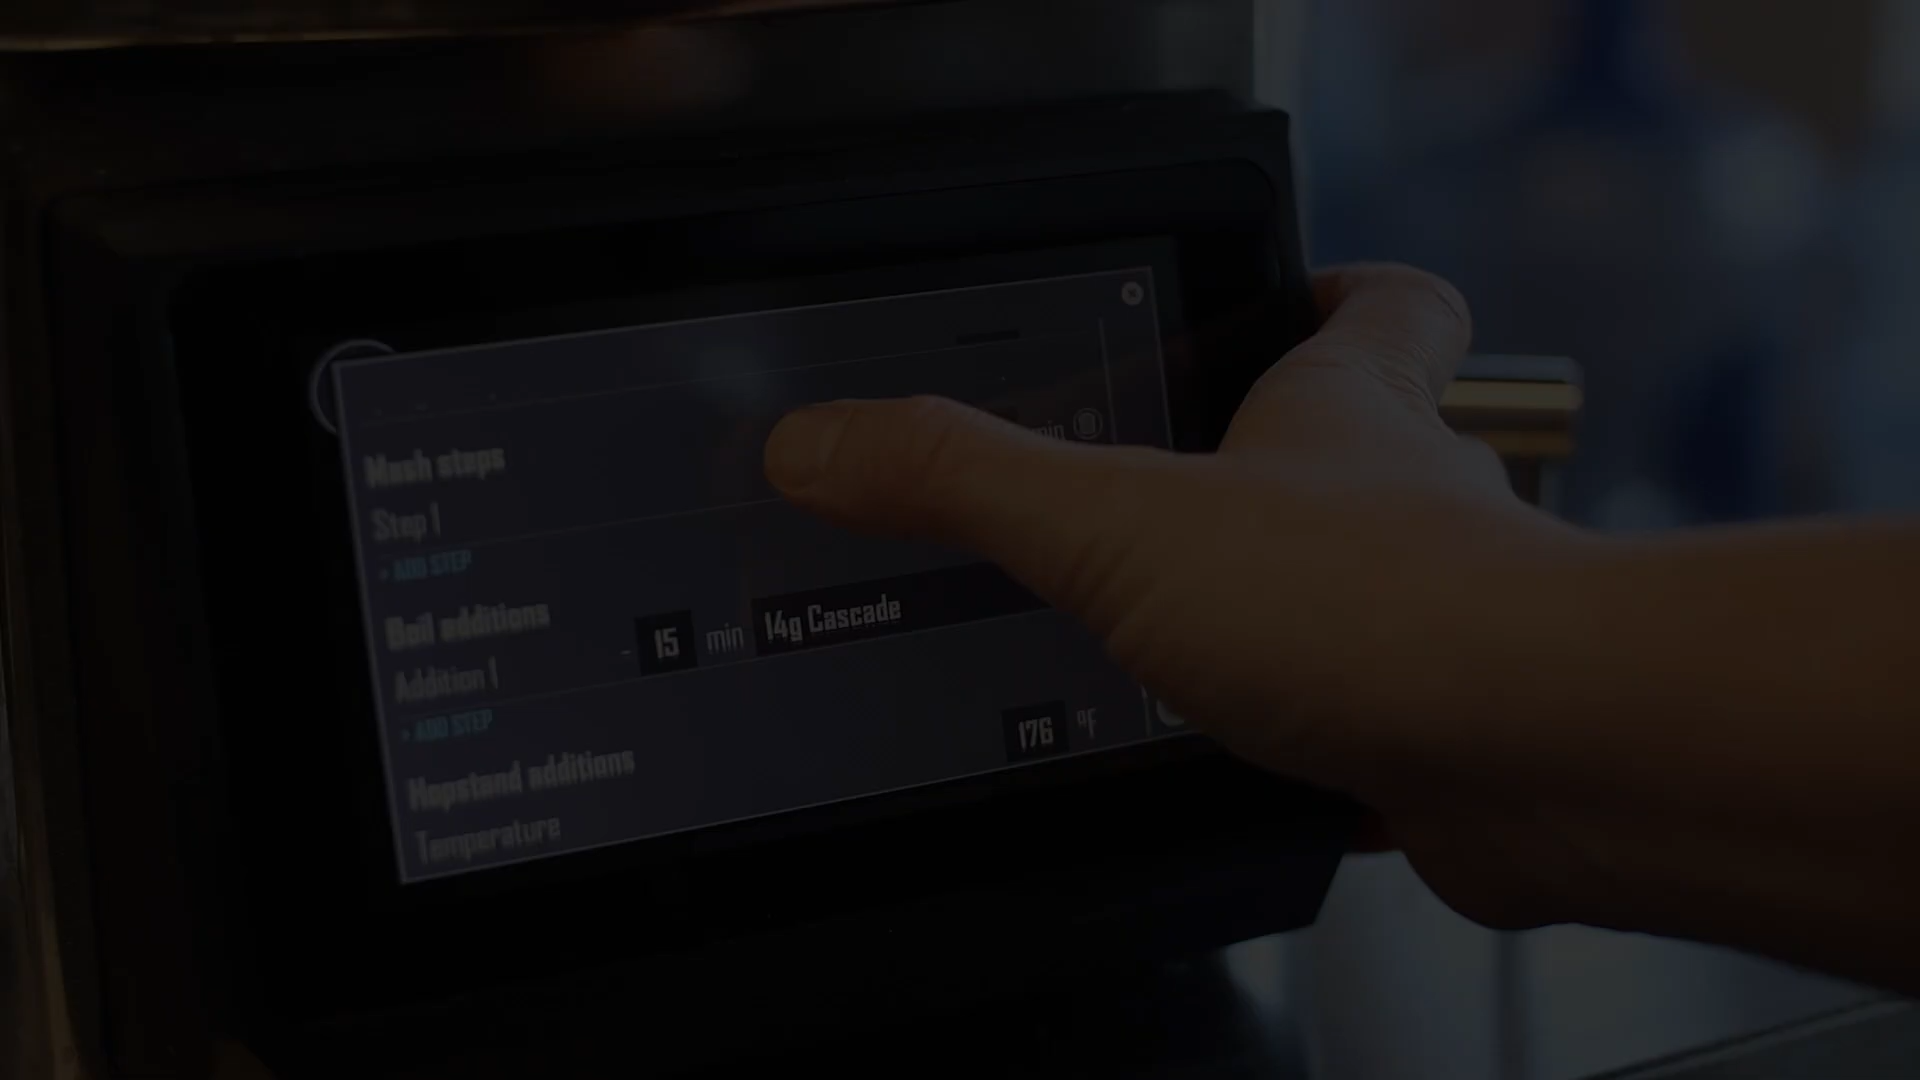 Mash steps
min
Step 1
+ ADD STEP
Boil additions
Addition 1
- 15 min 14g Cascade
+ ADD STEP
Hopstand additions
Temperature
176 °F